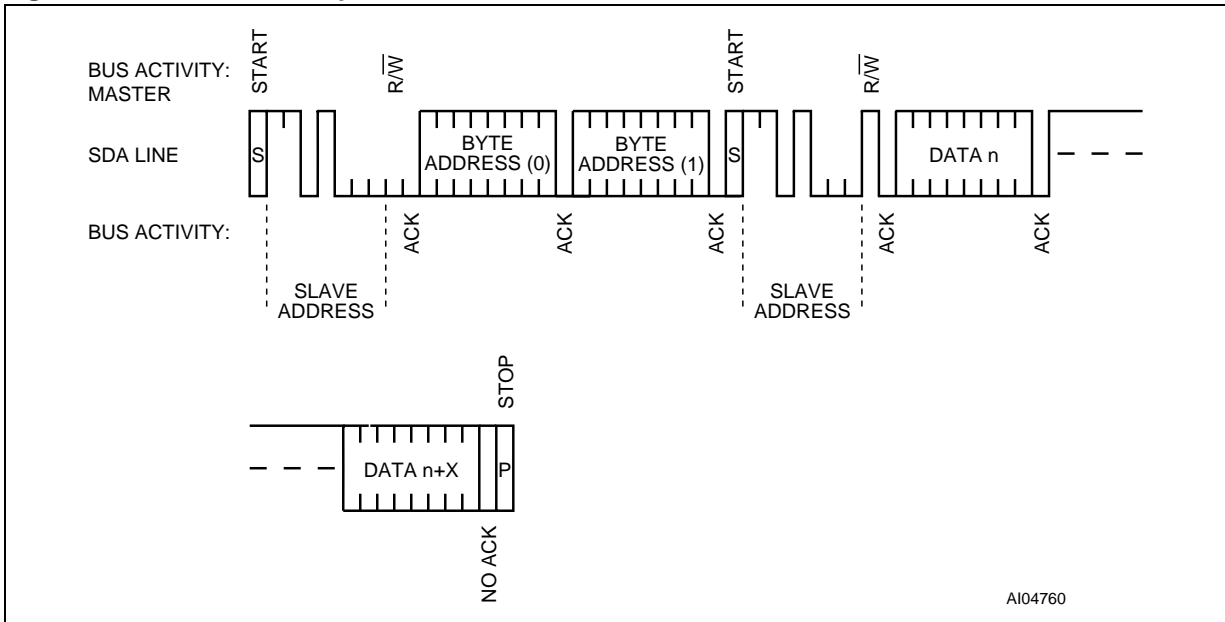 START
R/W
START
R/W
BUS ACTIVITY:
MASTER
SDA LINE
S
BYTE
ADDRESS (0)
BYTE
ADDRESS (1)
S
DATA n
BUS ACTIVITY:
ACK
ACK
ACK
ACK
ACK
SLAVE
ADDRESS
SLAVE
ADDRESS
STOP
DATA n+X
P
NO ACK
AI04760